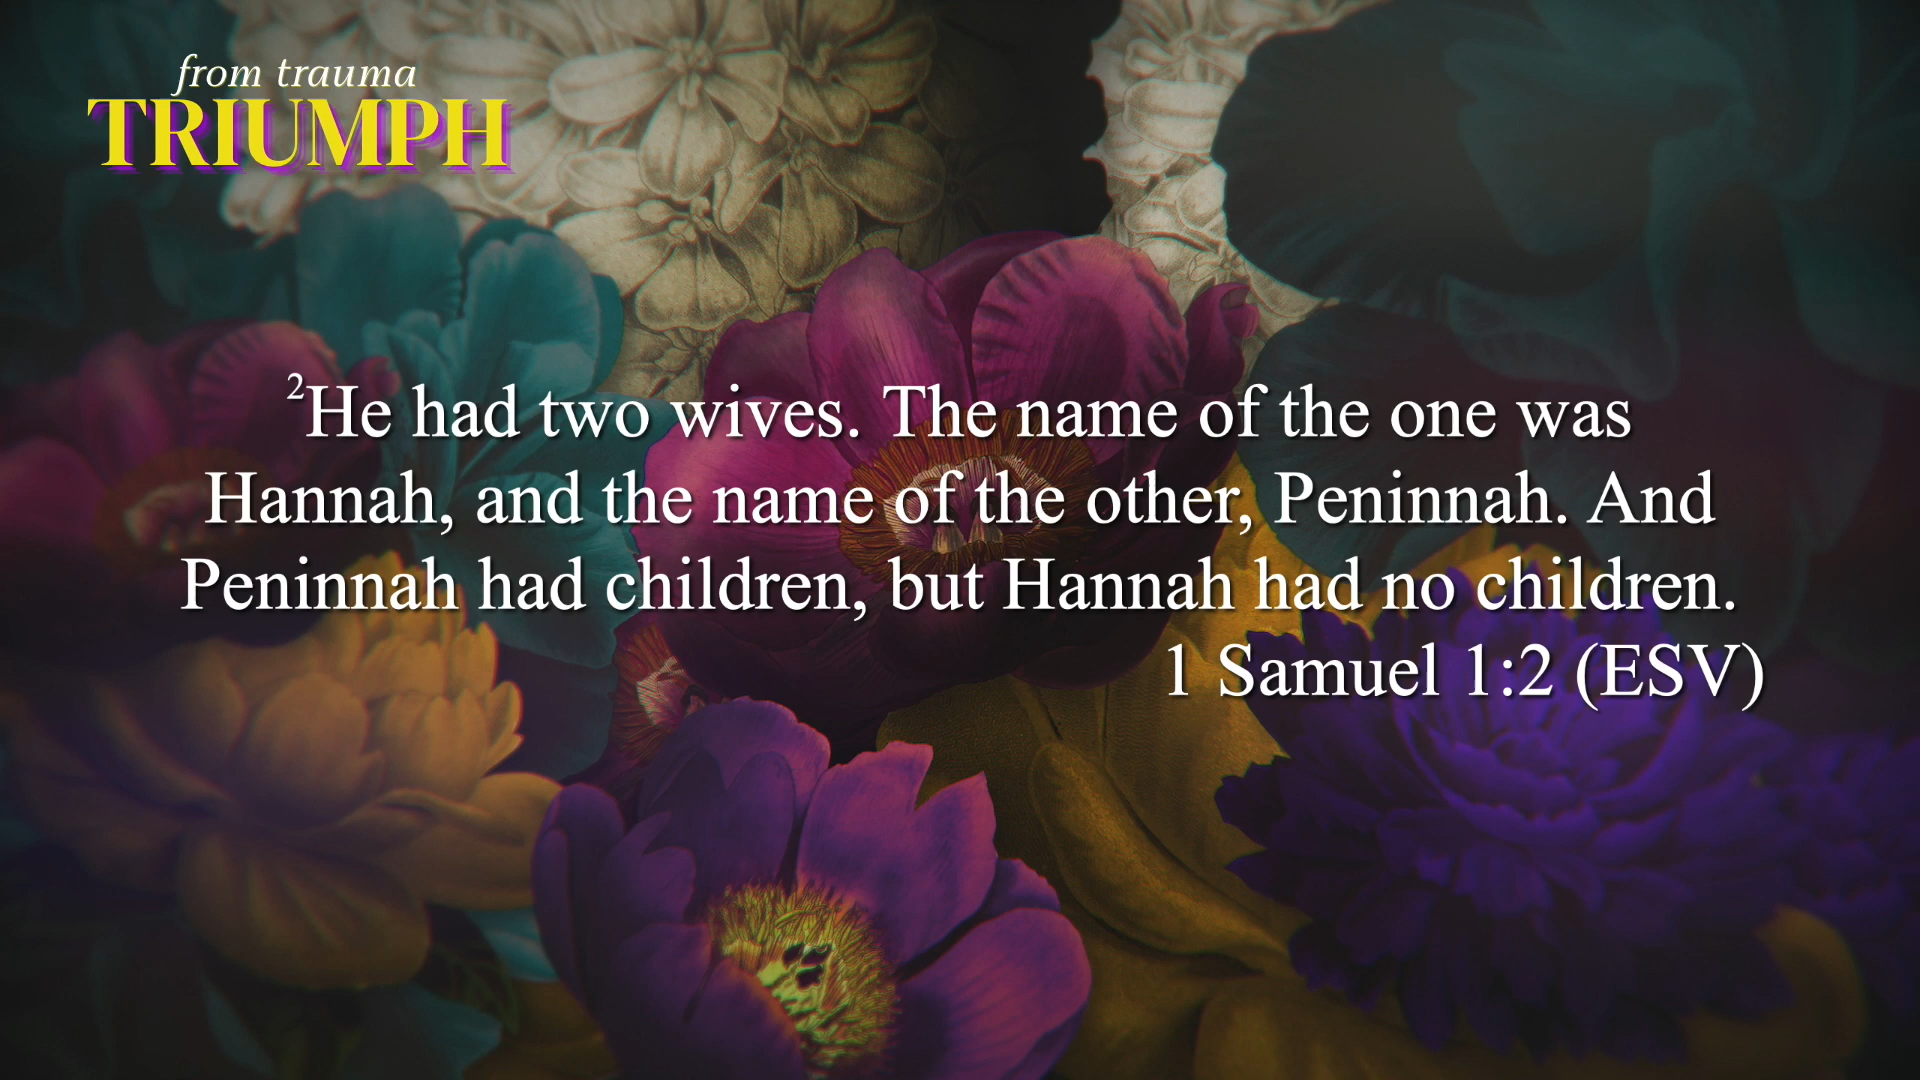 from trauma
TRIUMPH
²He had two wives. The name of the one was
Hannah, and the name of the other, Peninnah. And
Peninnah had children, but Hannah had no children.
1 Samuel 1:2 (ESV)